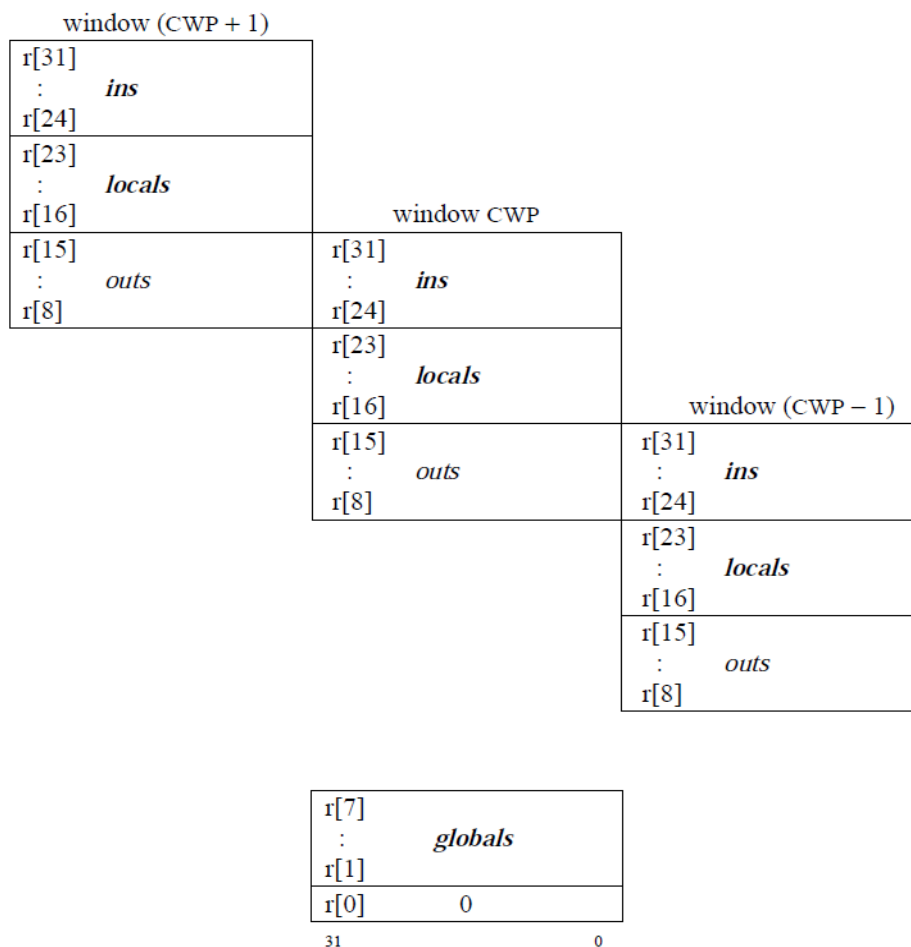 window (CWP + 1)
r[31]
: ins
r[24]
r[23]
: locals
r[16]
r[15]
: outs
r[8]
window CWP
r[31]
: ins
r[24]
r[23]
: locals
r[16]
r[15]
: outs
r[8]
window (CWP − 1)
r[31]
: ins
r[24]
r[23]
: locals
r[16]
r[15]
: outs
r[8]
r[7]
: globals
r[1]
r[0] 0
31 0